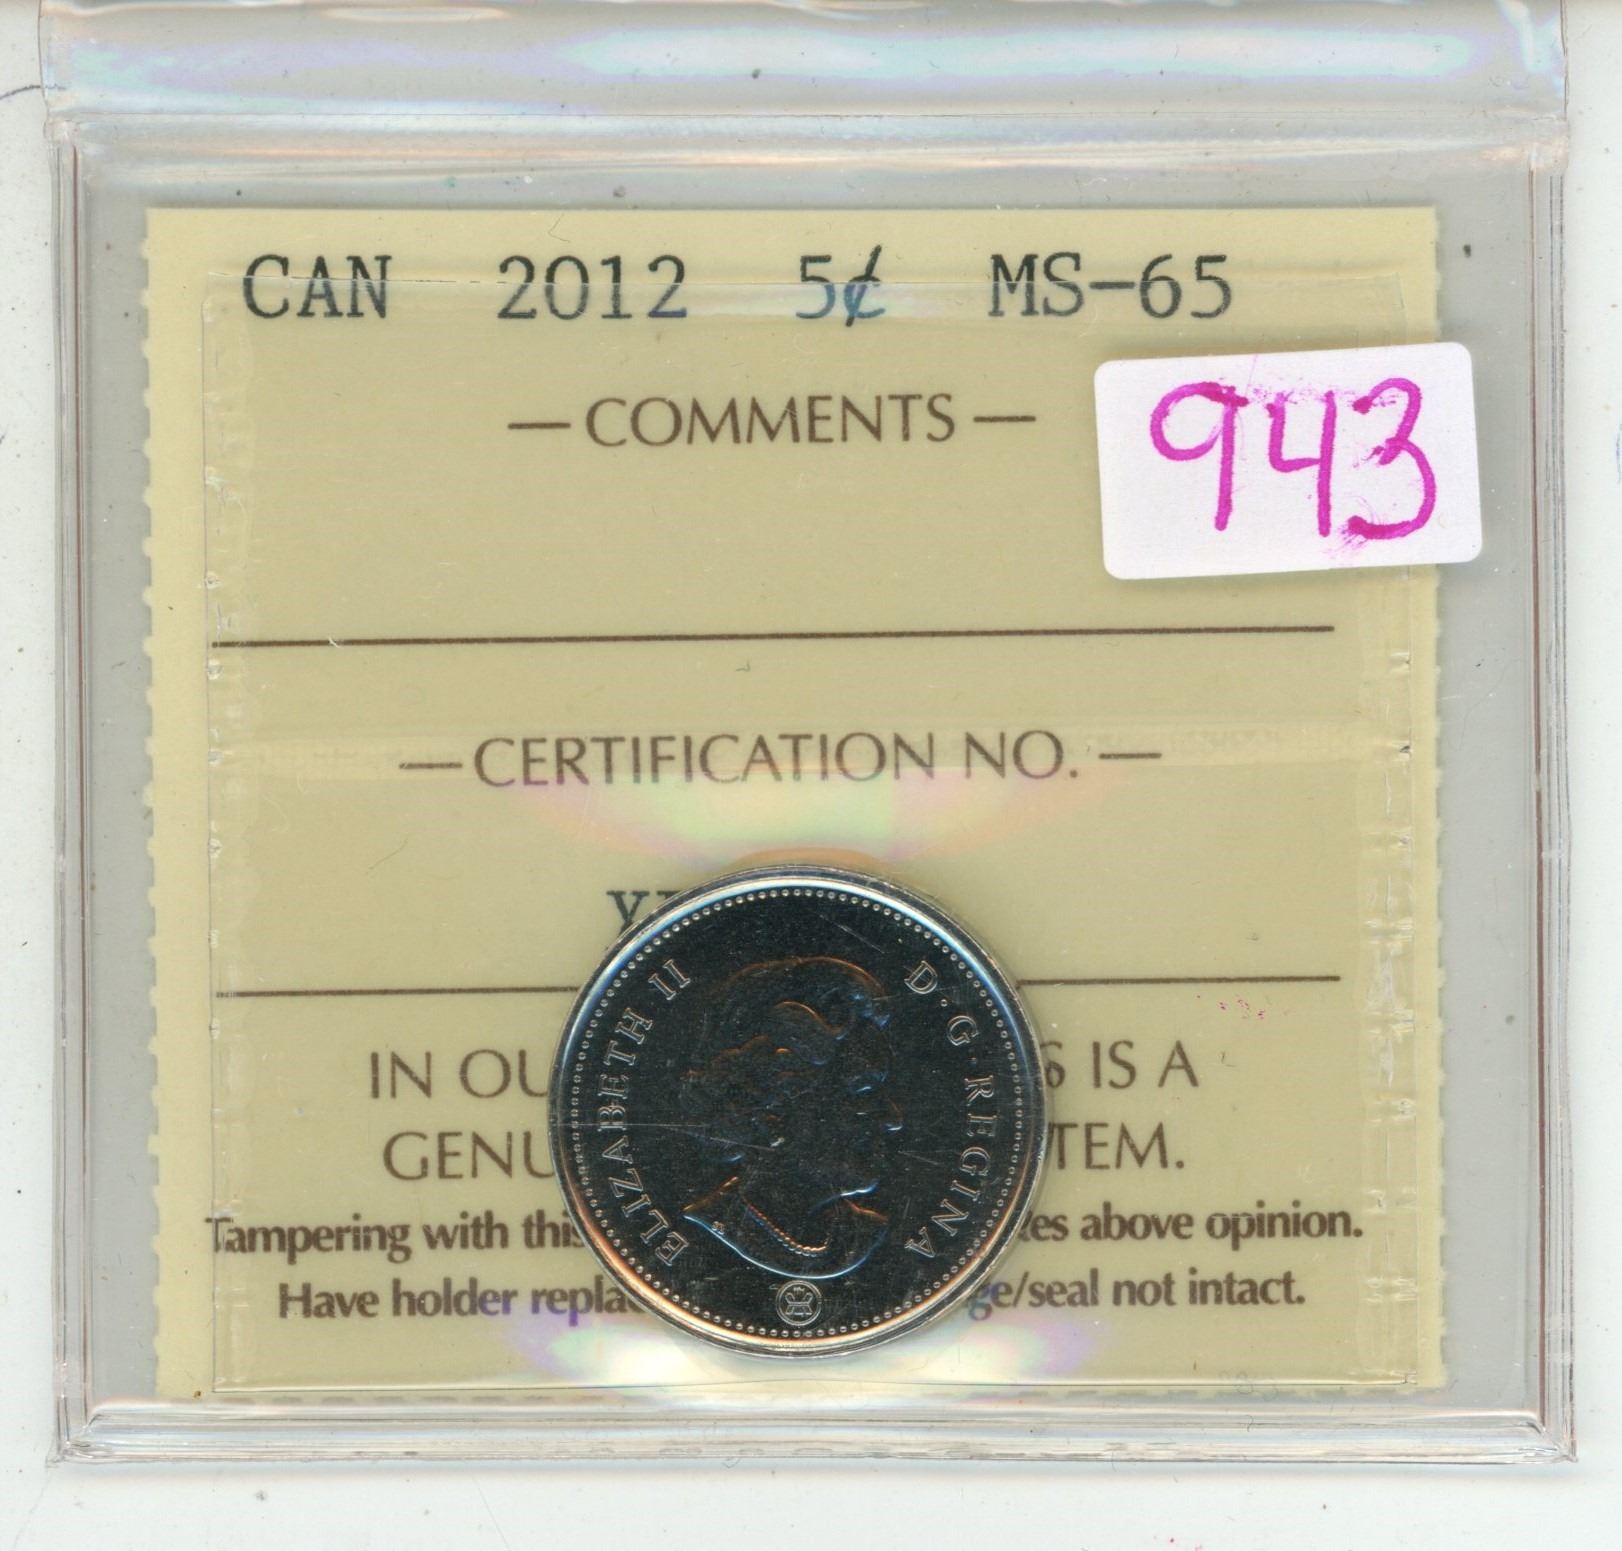 CAN 2012 5¢ MS-65
— COMMENTS —
943
— CERTIFICATION NO. —
IN OU S IS A
GENU TEM.
Tampering with this es above opinion.
Have holder repla ge/seal not intact.
ELIZABETH II D·G·REGINA